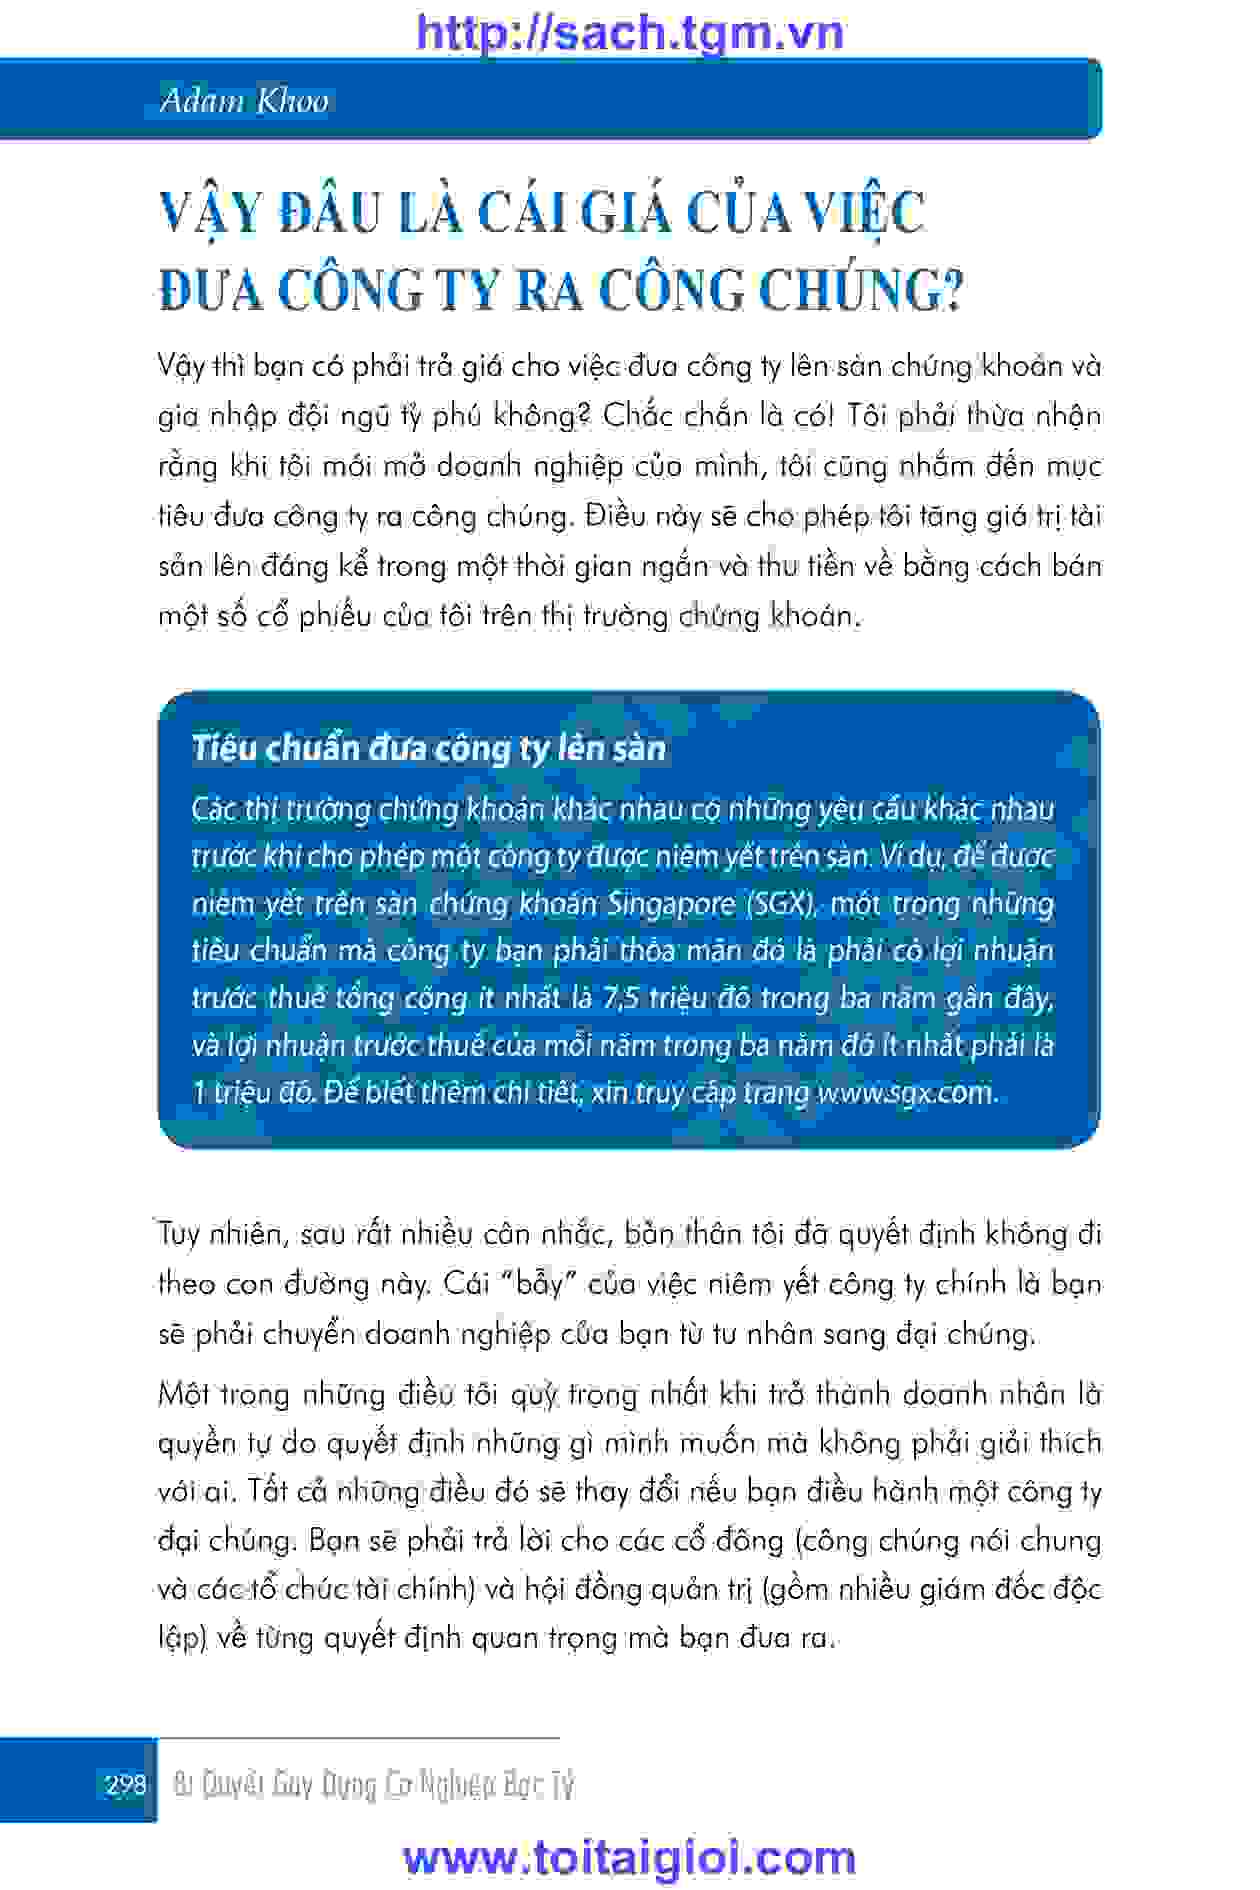 http://sach.tgm.vn
Adam Khoo
VẬY ĐÂU LÀ CÁI GIÁ CỦA VIỆC
ĐƯA CÔNG TY RA CÔNG CHÚNG?
Vậy thì bạn có phải trả giá cho việc đưa công ty lên sàn chứng khoán và
gia nhập đội ngũ tỷ phú không? Chắc chắn là có! Tôi phải thừa nhận
rằng khi tôi mới mở doanh nghiệp của mình, tôi cũng nhắm đến mục
tiêu đưa công ty ra công chúng. Điều này sẽ cho phép tôi tăng giá trị tài
sản lên đáng kể trong một thời gian ngắn và thu tiền về bằng cách bán
một số cổ phiếu của tôi trên thị trường chứng khoán.
Tiêu chuẩn đưa công ty lên sàn
Các thị trường chứng khoán khác nhau có những yêu cầu khác nhau
trước khi cho phép một công ty được niêm yết trên sàn. Ví dụ, để được
niêm yết trên sàn chứng khoán Singapore (SGX), một trong những
tiêu chuẩn mà công ty bạn phải thỏa mãn đó là phải có lợi nhuận
trước thuế tổng cộng ít nhất là 7,5 triệu đô trong ba năm gần đây,
và lợi nhuận trước thuế của mỗi năm trong ba năm đó ít nhất phải là
1 triệu đô. Để biết thêm chi tiết, xin truy cập trang www.sgx.com.
Tuy nhiên, sau rất nhiều cân nhắc, bản thân tôi đã quyết định không đi
theo con đường này. Cái “bẫy” của việc niêm yết công ty chính là bạn
sẽ phải chuyển doanh nghiệp của bạn từ tư nhân sang đại chúng.
Một trong những điều tôi quý trọng nhất khi trở thành doanh nhân là
quyền tự do quyết định những gì mình muốn mà không phải giải thích
với ai. Tất cả những điều đó sẽ thay đổi nếu bạn điều hành một công ty
đại chúng. Bạn sẽ phải trả lời cho các cổ đông (công chúng nói chung
và các tổ chức tài chính) và hội đồng quản trị (gồm nhiều giám đốc độc
lập) về từng quyết định quan trọng mà bạn đưa ra.
298 Bí Quyết Gây Dựng Cơ Nghiệp Bạc Tỷ
www.toitaigioi.com